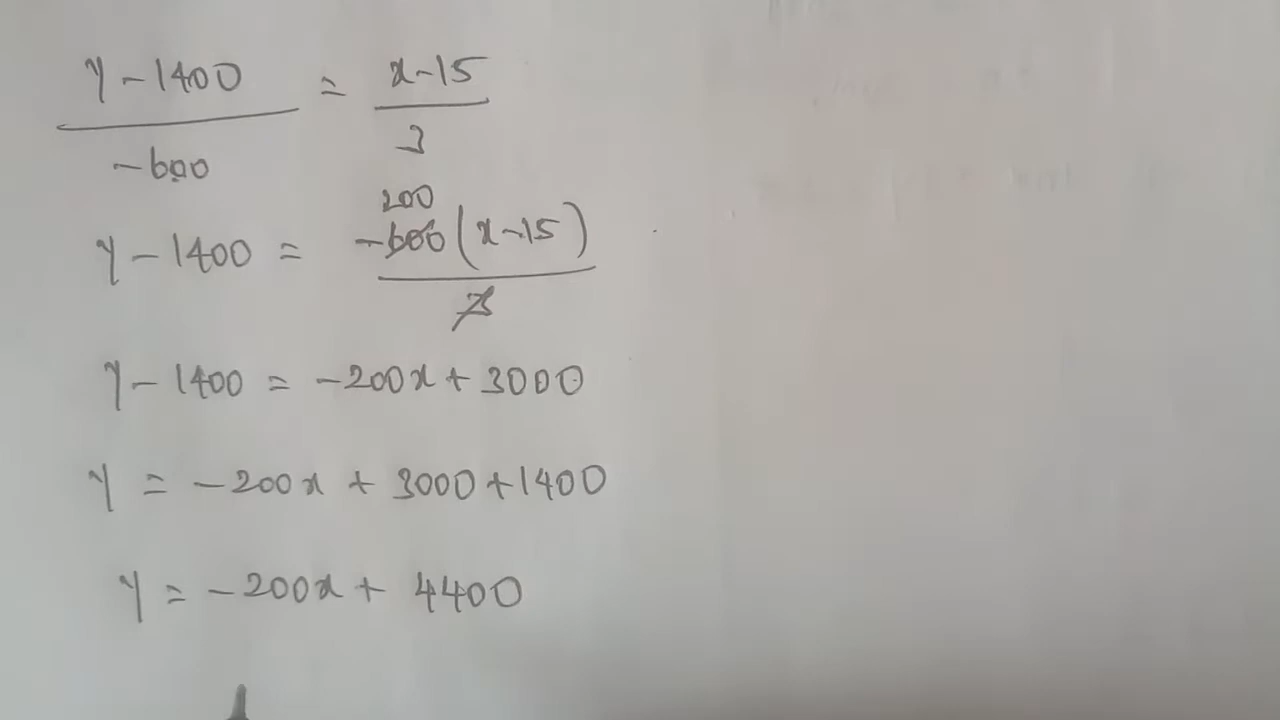 y - 1400 = x - 15
-600 3
200
y - 1400 = -600(x - 15)
3
y - 1400 = -200x + 3000
y = -200x + 3000 + 1400
y = -200x + 4400